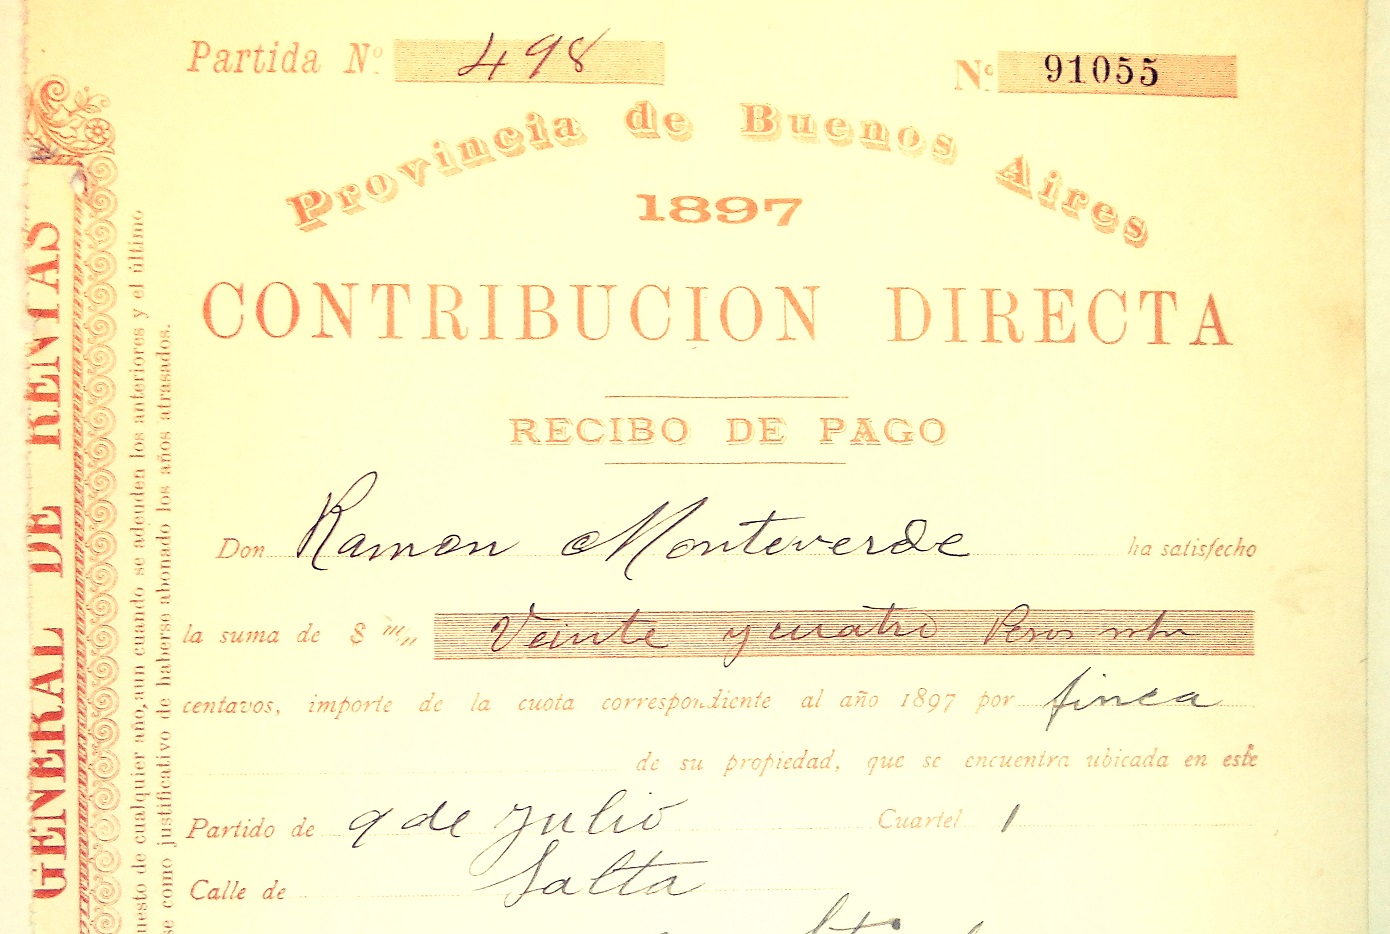 Partida Nº 498
Nº 91055
Provincia de Buenos Aires
1897
CONTRIBUCION DIRECTA
RECIBO DE PAGO
Don Ramon Monteverde ha satisfecho
la suma de $ m/n Veinte y cuatro Pesos
centavos, importe de la cuota correspondiente al año 1897 por finca
de su propiedad, que se encuentra ubicada en este
Partido de 9 de Julio Cuartel 1
Calle de Salta
GENERAL DE RENTAS
uesto de cualquier año, aun cuando se adeuden los anteriores y el último
se como justificativo de haberse abonado los años atrasados.